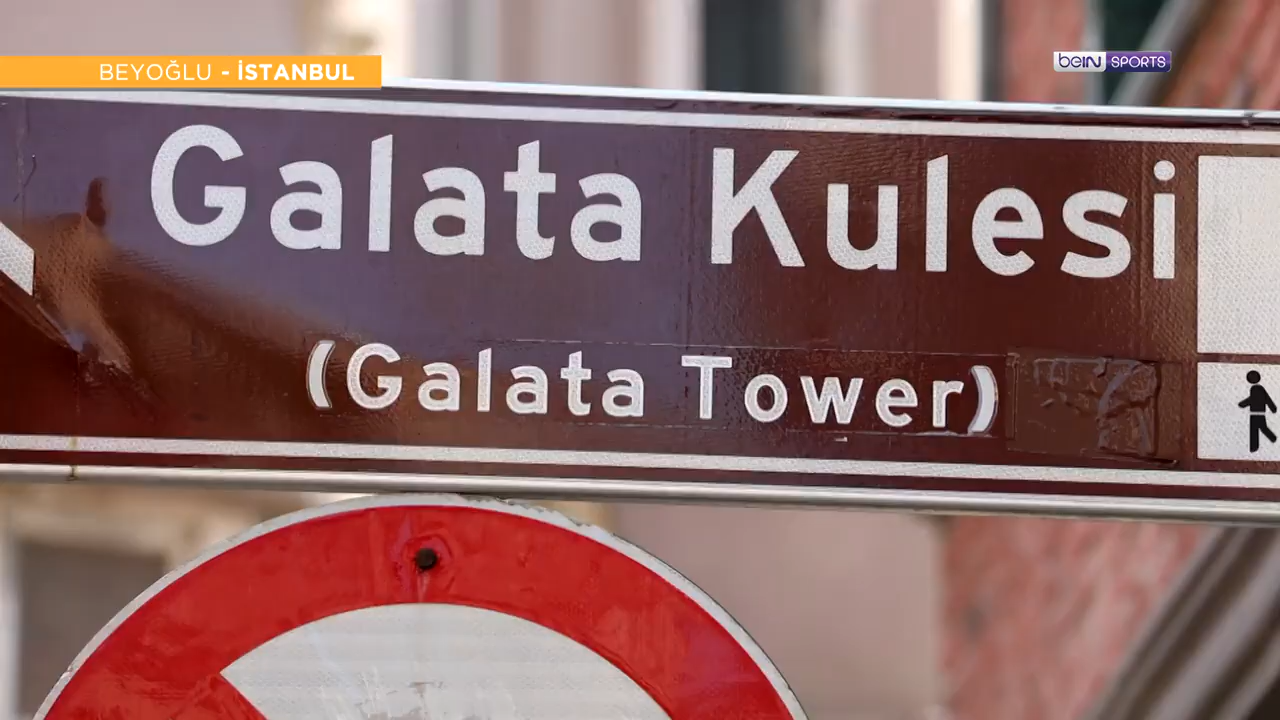 BEYOĞLU - İSTANBUL
beIN SPORTS
Galata Kulesi
(Galata Tower)